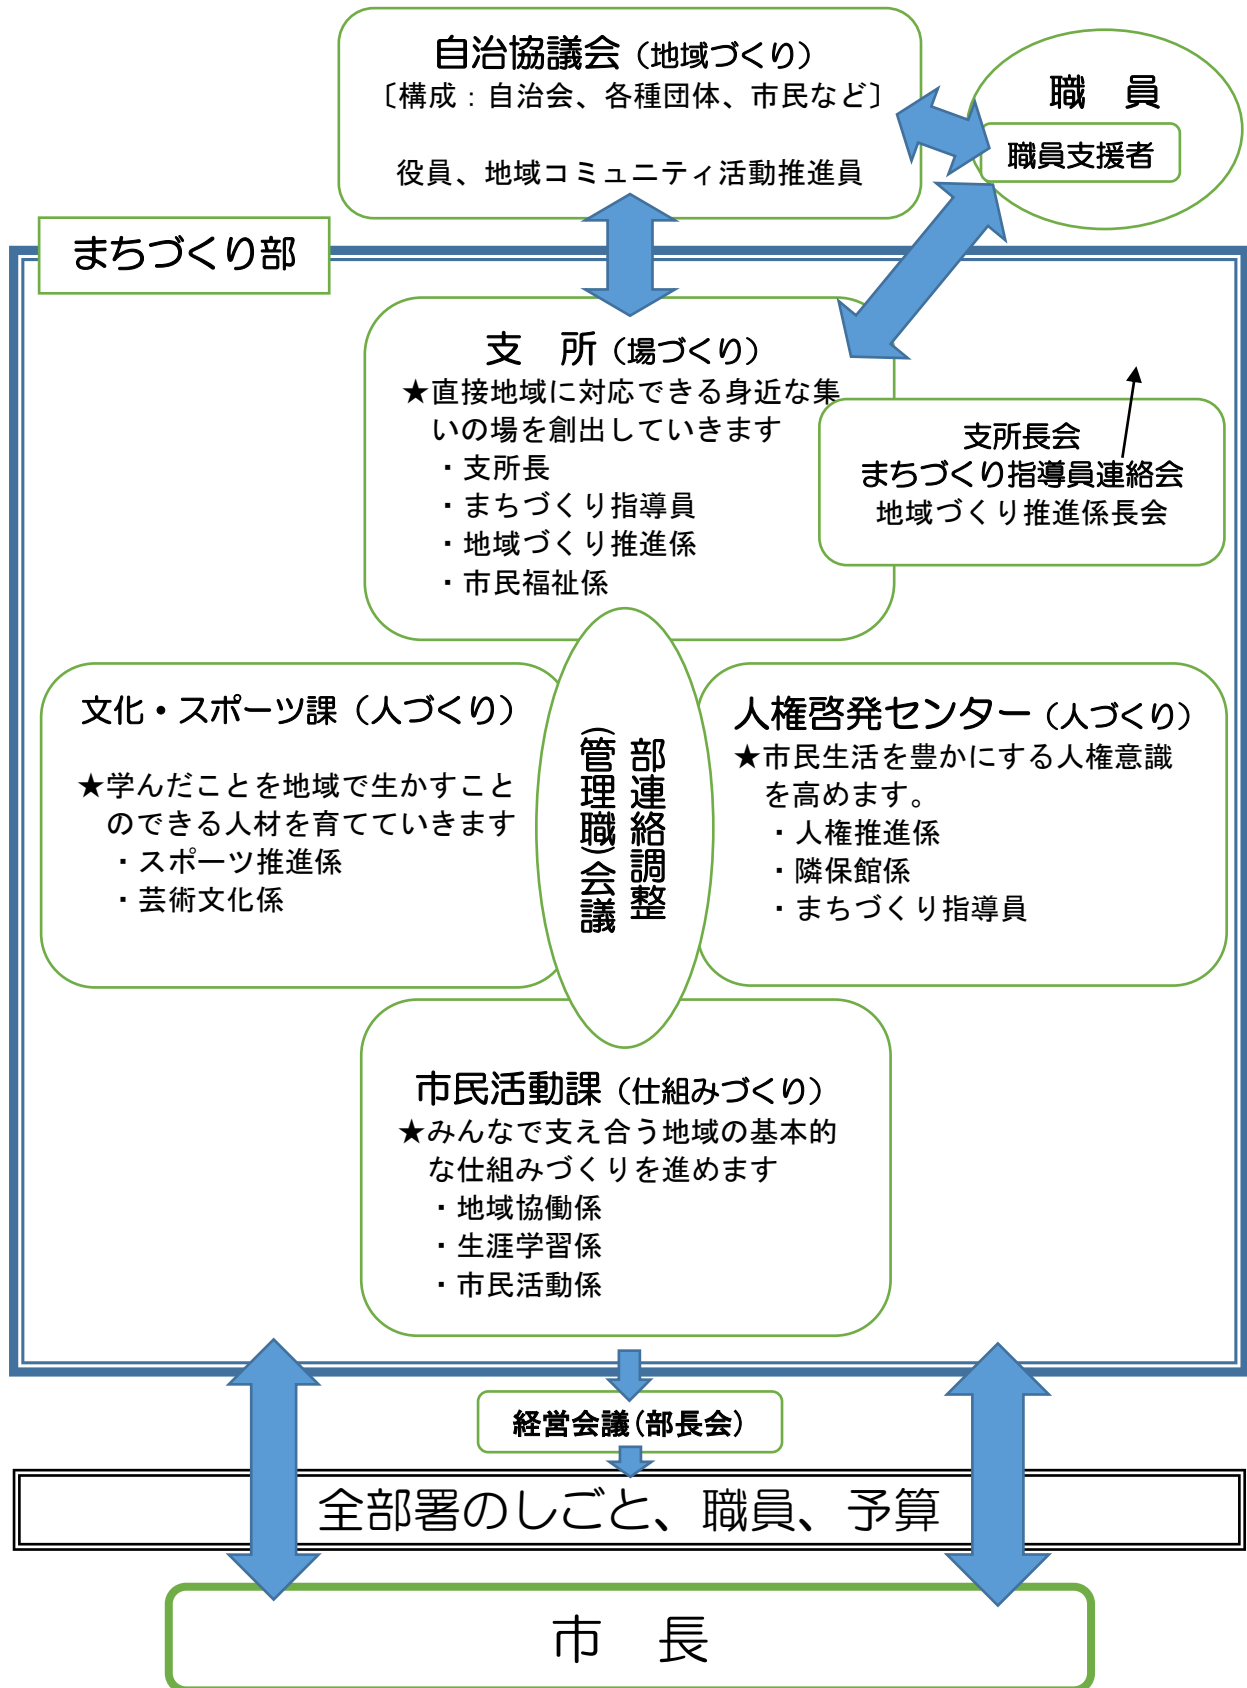 自治協議会（地域づくり）
〔構成：自治会、各種団体、市民など〕
役員、地域コミュニティ活動推進員
職　員
職員支援者
まちづくり部
支　所（場づくり）
★直接地域に対応できる身近な集
いの場を創出していきます
・支所長
・まちづくり指導員
・地域づくり推進係
・市民福祉係
支所長会
まちづくり指導員連絡会
地域づくり推進係長会
文化・スポーツ課（人づくり）
★学んだことを地域で生かすこと
のできる人材を育てていきます
・スポーツ推進係
・芸術文化係
部連絡調整
（管理職）会議
人権啓発センター（人づくり）
★市民生活を豊かにする人権意識
を高めます。
・人権推進係
・隣保館係
・まちづくり指導員
市民活動課（仕組みづくり）
★みんなで支え合う地域の基本的
な仕組みづくりを進めます
・地域協働係
・生涯学習係
・市民活動係
経営会議（部長会）
全部署のしごと、職員、予算
市　長